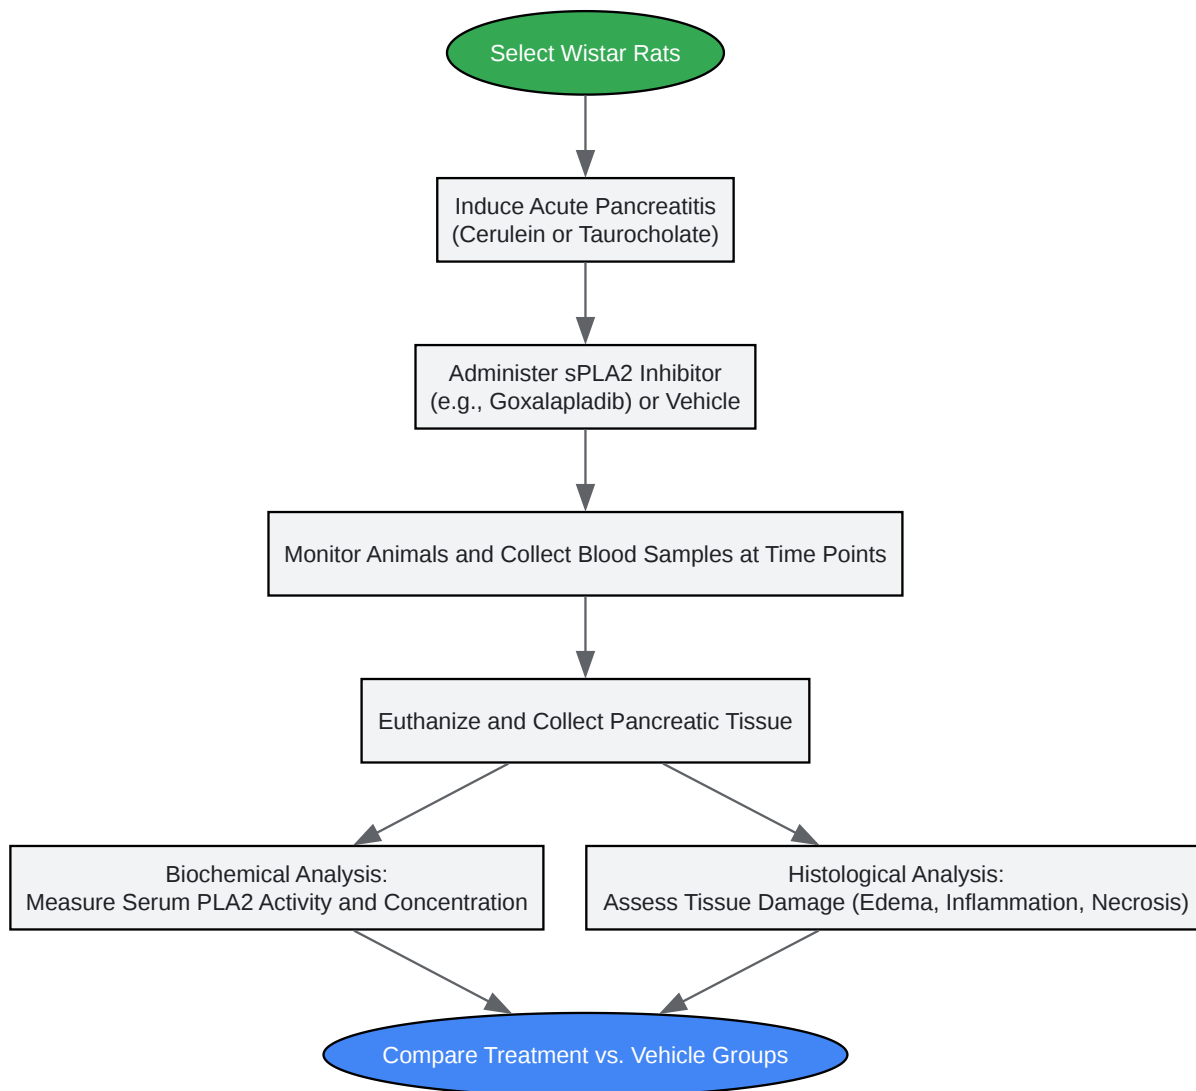 Select Wistar Rats
Induce Acute Pancreatitis
(Cerulein or Taurocholate)
Administer sPLA2 Inhibitor
(e.g., Goxalapladib) or Vehicle
Monitor Animals and Collect Blood Samples at Time Points
Euthanize and Collect Pancreatic Tissue
Biochemical Analysis:
Measure Serum PLA2 Activity and Concentration
Histological Analysis:
Assess Tissue Damage (Edema, Inflammation, Necrosis)
Compare Treatment vs. Vehicle Groups